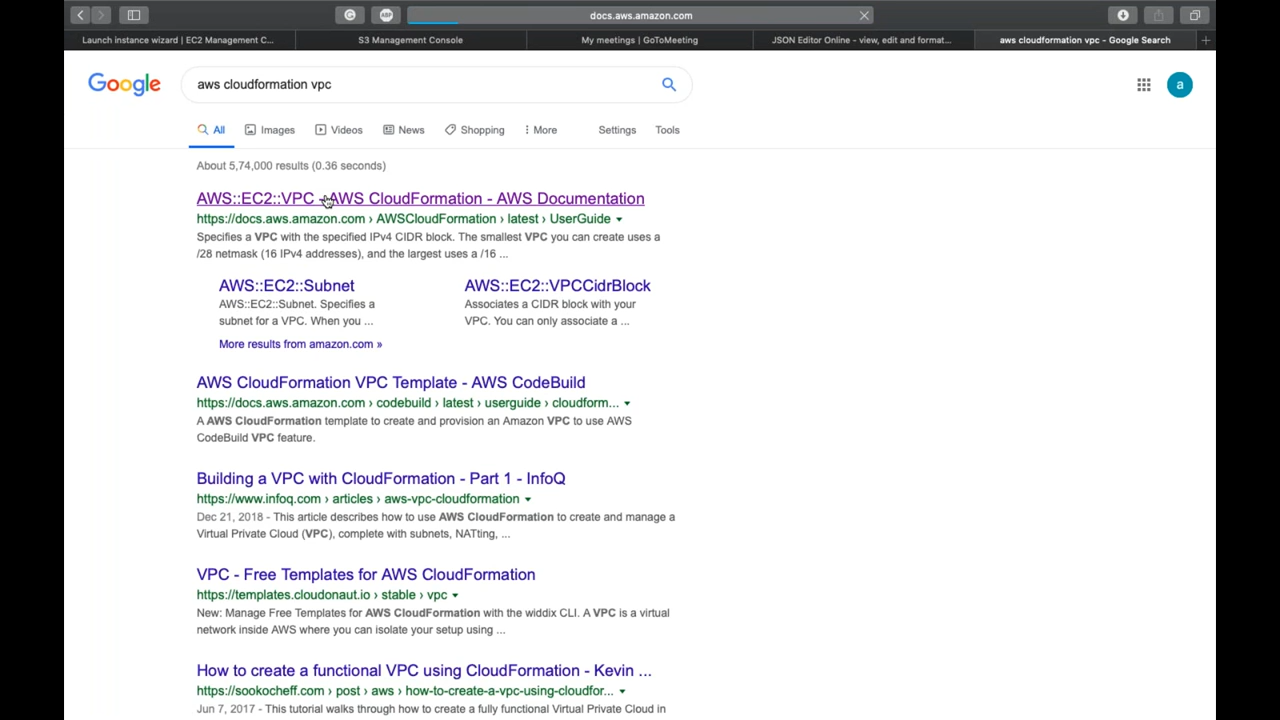 docs.aws.amazon.com
Launch instance wizard | EC2 Management C...
S3 Management Console
My meetings | GoToMeeting
JSON Editor Online - view, edit and format...
aws cloudformation vpc - Google Search
ABP
Google
aws cloudformation vpc
a
All
Images
Videos
News
Shopping
More
Settings
Tools
About 5,74,000 results (0.36 seconds)
AWS::EC2::VPC - AWS CloudFormation - AWS Documentation
https://docs.aws.amazon.com › AWSCloudFormation › latest › UserGuide
Specifies a VPC with the specified IPv4 CIDR block. The smallest VPC you can create uses a
/28 netmask (16 IPv4 addresses), and the largest uses a /16 ...
AWS::EC2::Subnet
AWS::EC2::Subnet. Specifies a
subnet for a VPC. When you ...
AWS::EC2::VPCCidrBlock
Associates a CIDR block with your
VPC. You can only associate a ...
More results from amazon.com »
AWS CloudFormation VPC Template - AWS CodeBuild
https://docs.aws.amazon.com › codebuild › latest › userguide › cloudform...
A AWS CloudFormation template to create and provision an Amazon VPC to use AWS
CodeBuild VPC feature.
Building a VPC with CloudFormation - Part 1 - InfoQ
https://www.infoq.com › articles › aws-vpc-cloudformation
Dec 21, 2018 - This article describes how to use AWS CloudFormation to create and manage a
Virtual Private Cloud (VPC), complete with subnets, NATting, ...
VPC - Free Templates for AWS CloudFormation
https://templates.cloudonaut.io › stable › vpc
New: Manage Free Templates for AWS CloudFormation with the widdix CLI. A VPC is a virtual
network inside AWS where you can isolate your setup using ...
How to create a functional VPC using CloudFormation - Kevin ...
https://sookocheff.com › post › aws › how-to-create-a-vpc-using-cloudfor...
Jun 7, 2017 - This tutorial walks through how to create a fully functional Virtual Private Cloud in